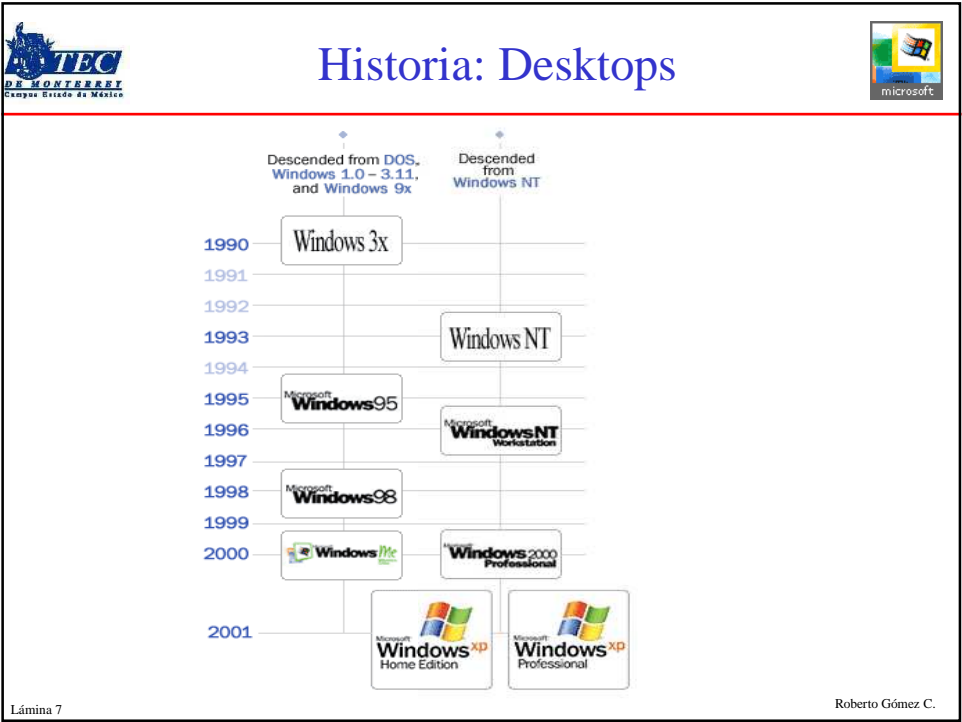 TEC
DE MONTERREY
Campus Estado de México
Historia: Desktops
microsoft
Descended from DOS,
Windows 1.0 – 3.11,
and Windows 9x
Descended
from
Windows NT
1990
Windows 3x
1991
1992
1993
Windows NT
1994
1995
Microsoft
Windows95
1996
Microsoft
WindowsNT
Workstation
1997
1998
Microsoft
Windows98
1999
2000
Windows Me
Microsoft
Windows 2000
Professional
2001
Microsoft
Windows xp
Home Edition
Microsoft
Windows xp
Professional
Lámina 7
Roberto Gómez C.